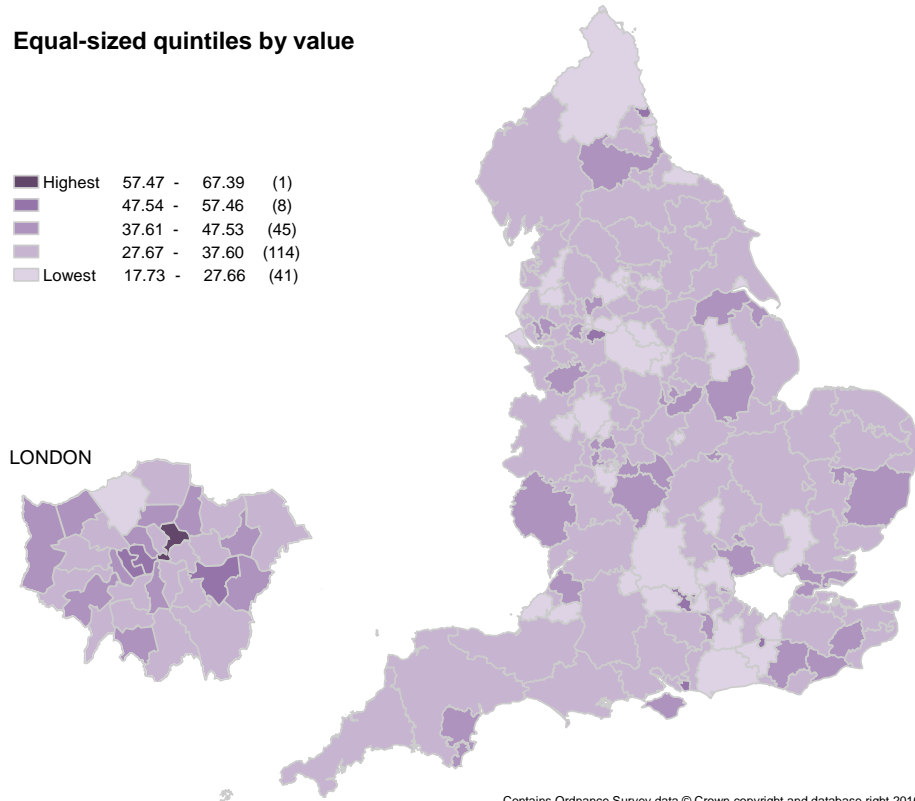 Equal-sized quintiles by value
Highest 57.47 - 67.39 (1)
47.54 - 57.46 (8)
37.61 - 47.53 (45)
27.67 - 37.60 (114)
Lowest 17.73 - 27.66 (41)
LONDON
Contains Ordnance Survey data © Crown copyright and database right